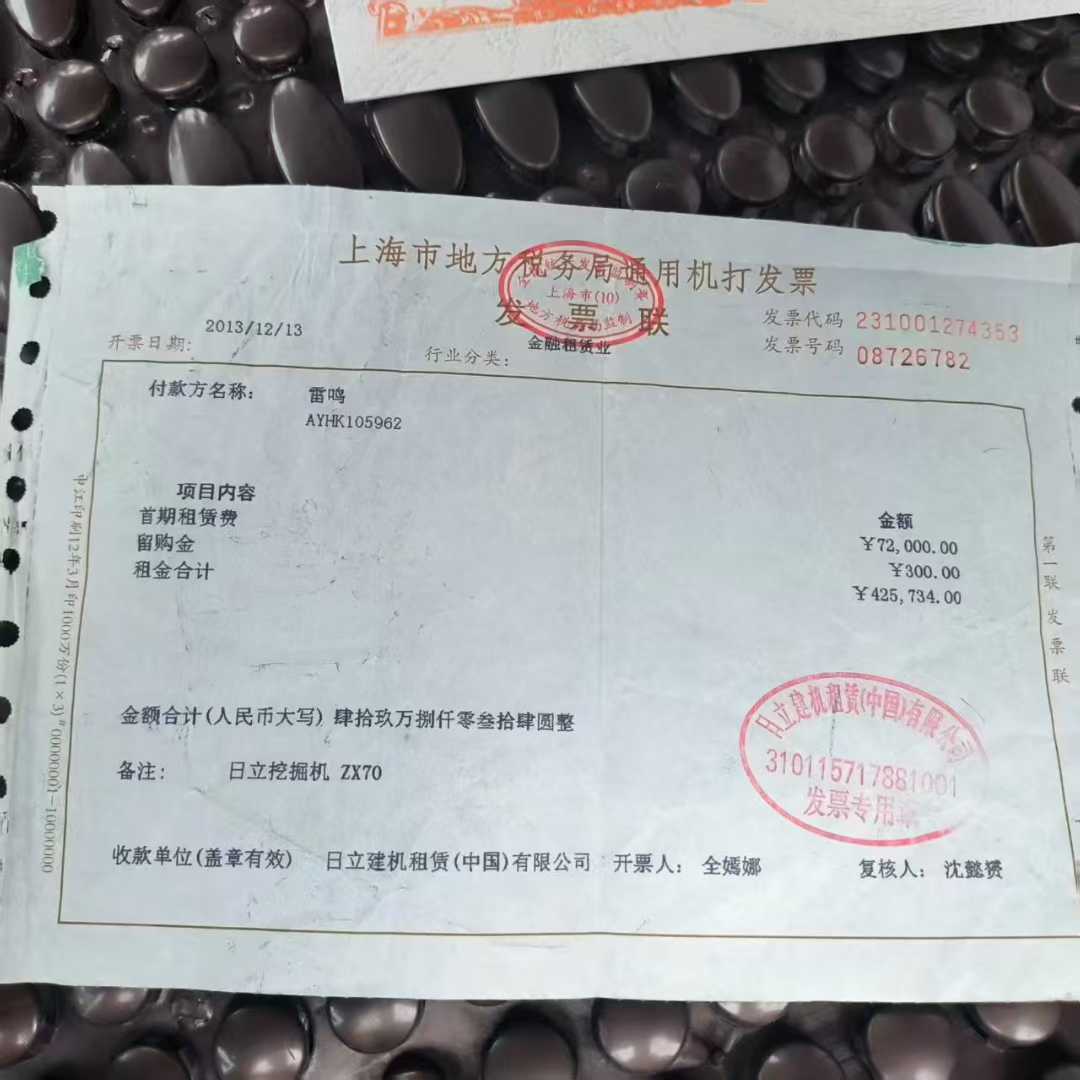 上海市地方税务局通用机打发票
发票联
上海市(10)
发票代码 231001274353
发票号码 08726782
开票日期: 2013/12/13
行业分类: 金融租赁业
付款方名称: 雷鸣
AYHK105962
项目内容 金额
首期租赁费 ¥72,000.00
留购金 ¥300.00
租金合计 ¥425,734.00
金额合计(人民币大写) 肆拾玖万捌仟零叁拾肆圆整
备注: 日立挖掘机 ZX70
日立建机租赁(中国)有限公司
310115717881001
发票专用章
收款单位(盖章有效) 日立建机租赁(中国)有限公司 开票人: 全嫣娜 复核人: 沈懿赟
第一联 发票联